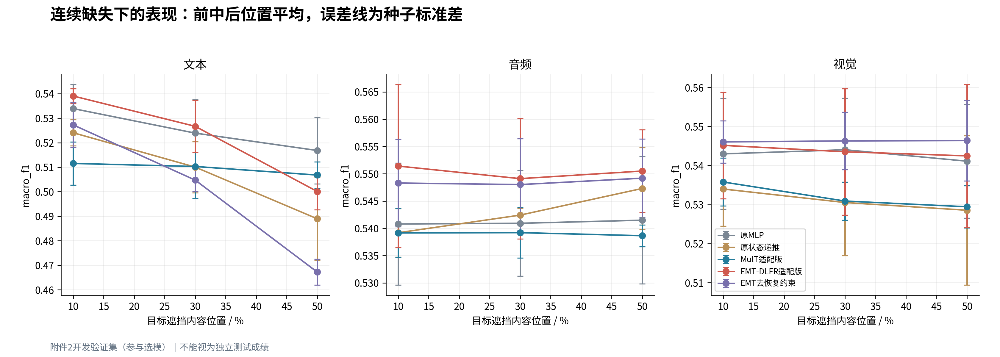 连续缺失下的表现：前中后位置平均，误差线为种子标准差
文本
macro_f1
0.54
0.53
0.52
0.51
0.50
0.49
0.48
0.47
0.46
10 15 20 25 30 35 40 45 50
目标遮挡内容位置 / %
音频
macro_f1
0.565
0.560
0.555
0.550
0.545
0.540
0.535
0.530
10 15 20 25 30 35 40 45 50
目标遮挡内容位置 / %
视觉
macro_f1
0.56
0.55
0.54
0.53
0.52
0.51
原MLP
原状态递推
MulT适配版
EMT-DLFR适配版
EMT去恢复约束
10 15 20 25 30 35 40 45 50
目标遮挡内容位置 / %
附件2开发验证集（参与选模）｜不能视为独立测试成绩